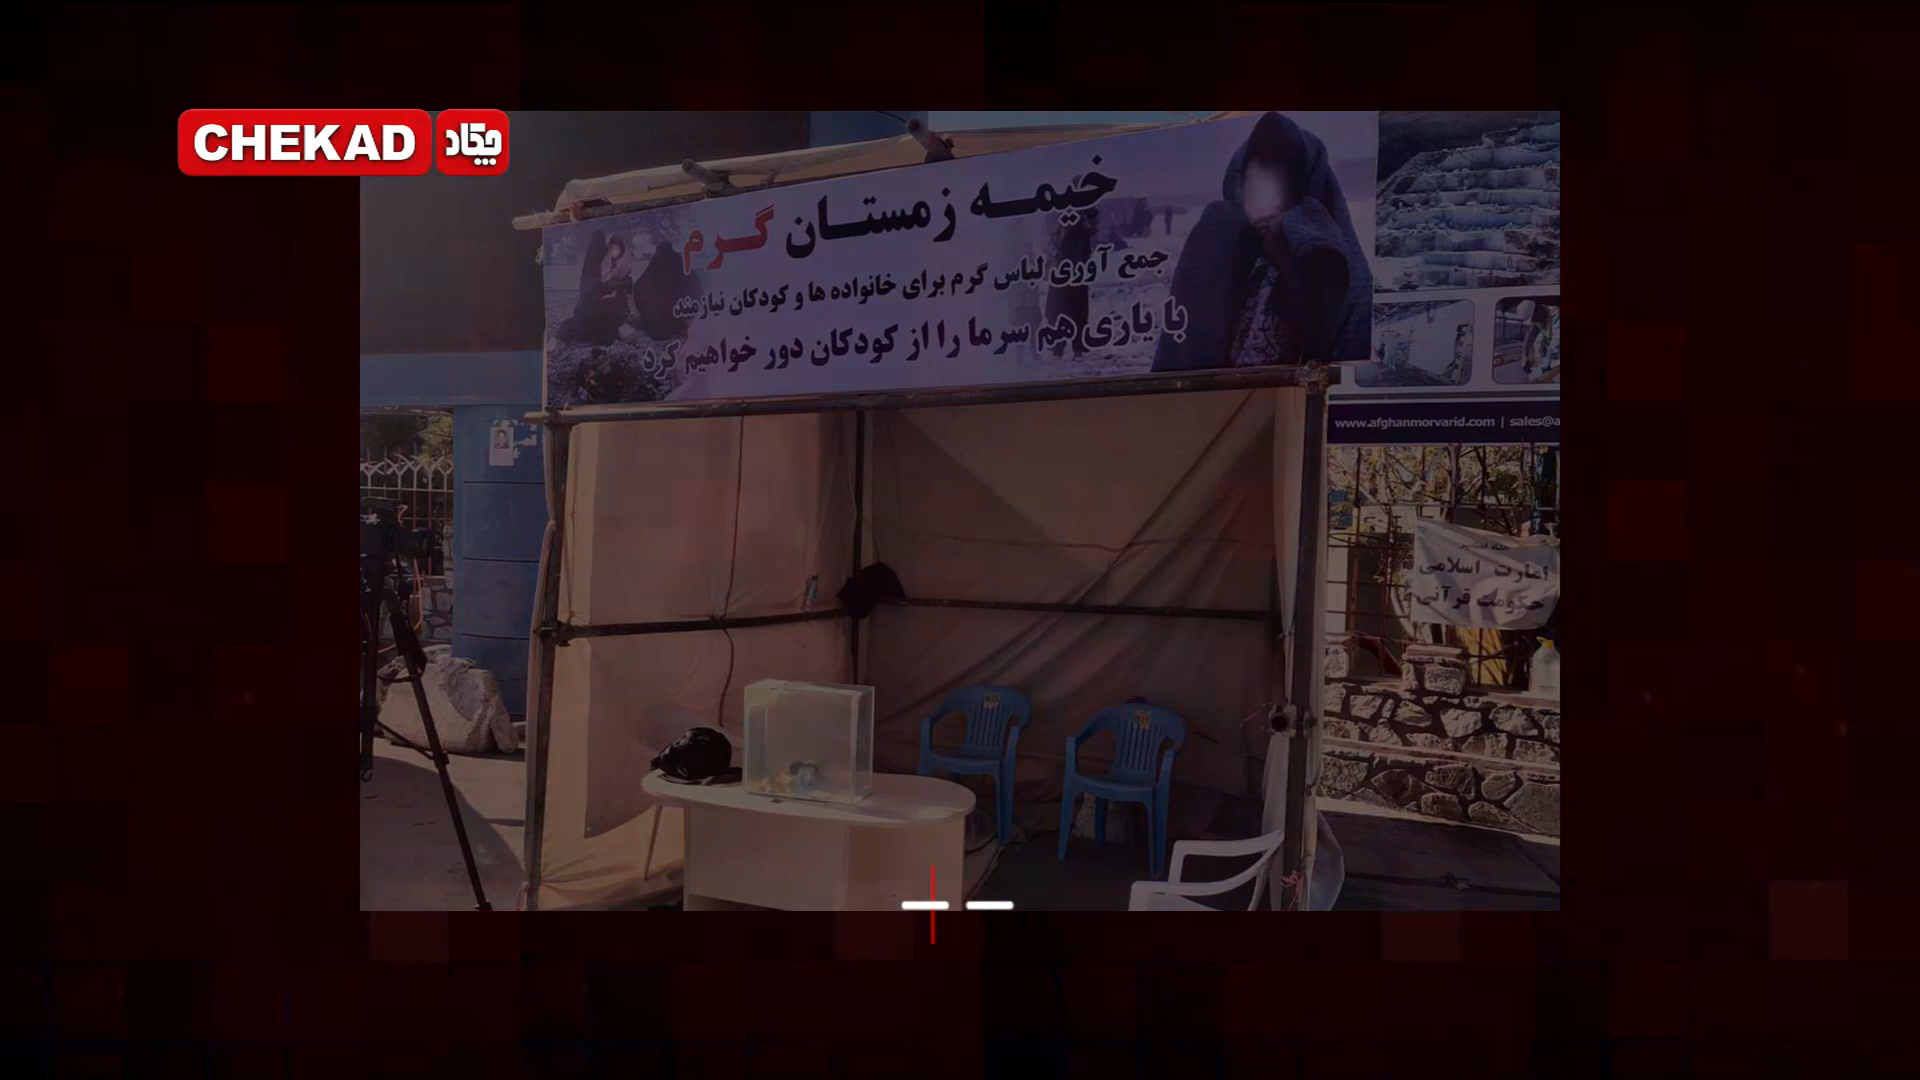 CHEKAD چکاد
خیمه زمستان گرم
جمع آوری لباس گرم برای خانواده ها و کودکان نیازمند
با یاری هم سرما را از کودکان دور خواهیم کرد
www.afghanmorvarid.com | sales@a
امارت اسلامی
حکومت قرآنی